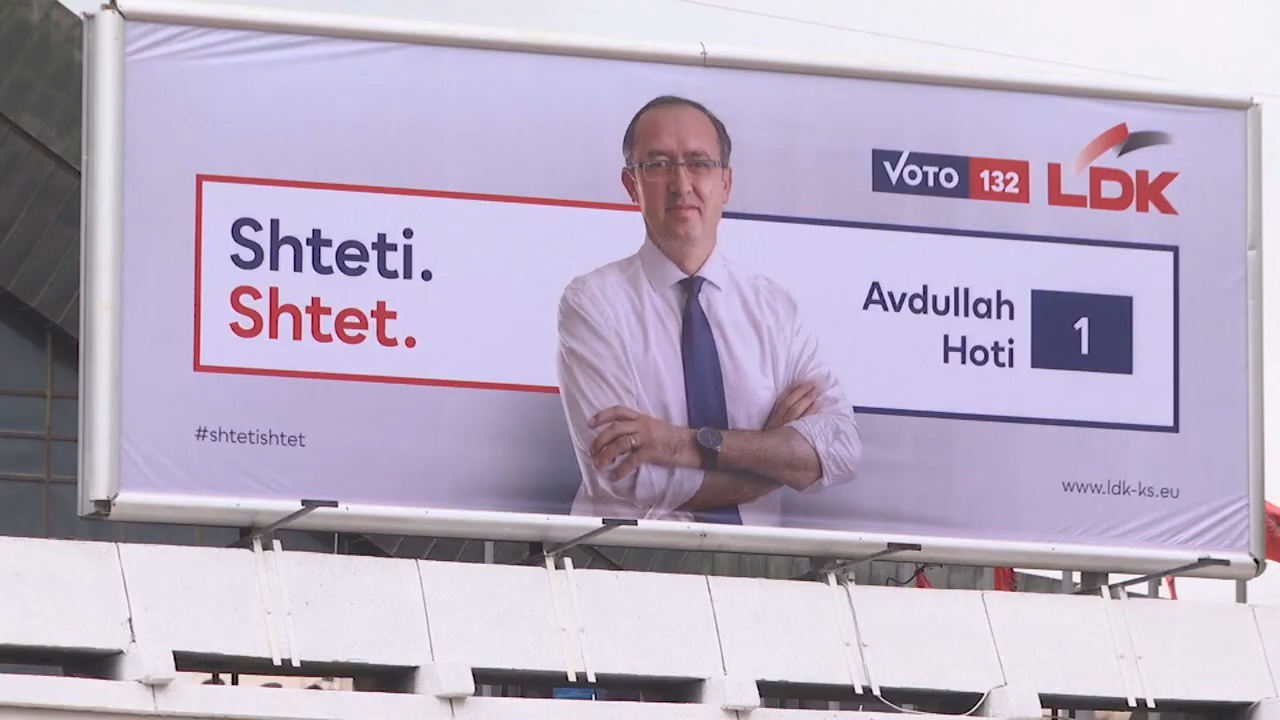 VOTO 132 LDK
Shteti.
Shtet.
Avdullah
Hoti
1
#shtetishtet
www.ldk-ks.eu